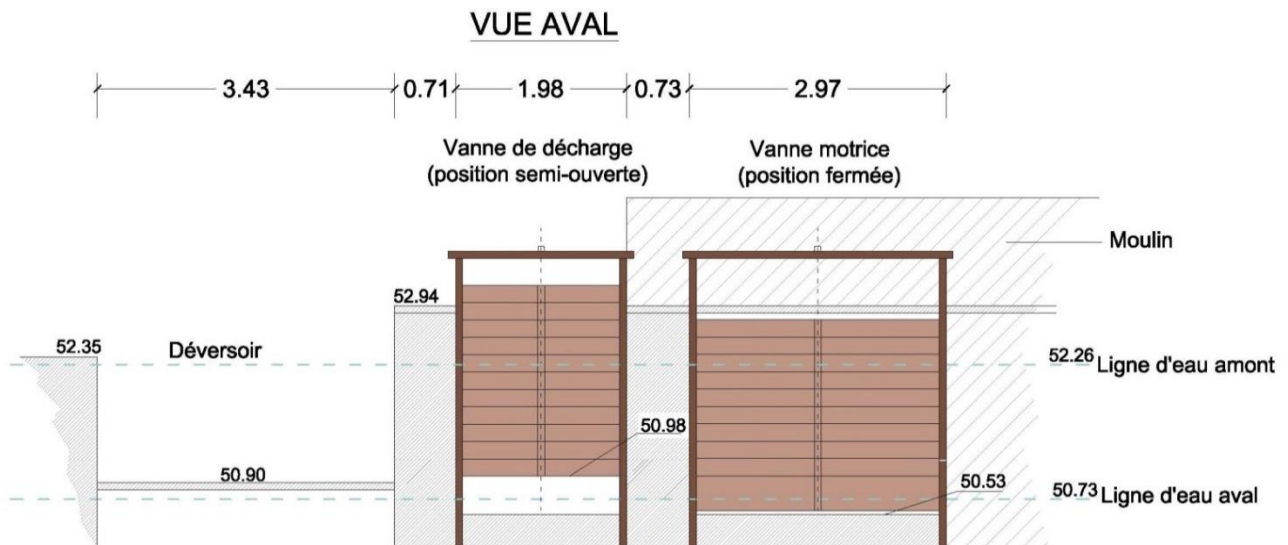 VUE AVAL
3.43 0.71 1.98 0.73 2.97
Vanne de décharge
(position semi-ouverte)
Vanne motrice
(position fermée)
Moulin
52.94
52.35 Déversoir
52.26 Ligne d'eau amont
50.98
50.90
50.53
50.73 Ligne d'eau aval